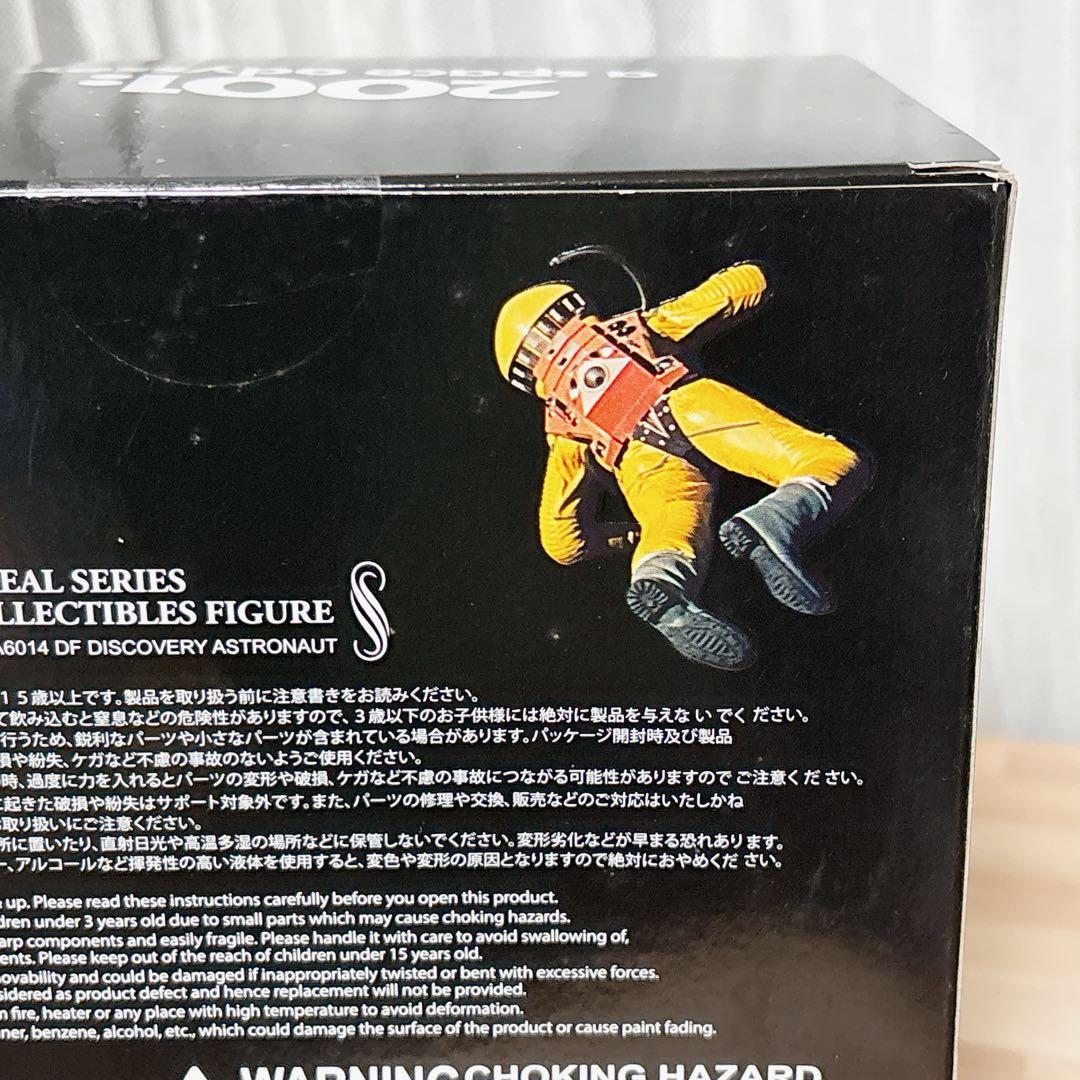 2001:
a space odyssey
EAL SERIES
LLECTIBLES FIGURE
A6014 DF DISCOVERY ASTRONAUT
１５歳以上です。製品を取り扱う前に注意書きをお読みください。
て飲み込むと窒息などの危険性がありますので、３歳以下のお子供様には絶対に製品を与えな い でく ださい。
行うため、鋭利なパーツや小さなパーツが含まれている場合があります。パッケージ開封時及び製品
損や紛失、ケガなど不慮の事故のないようご使用ください。
時、過度に力を入れるとパーツの変形や破損、ケガなど不慮の事故につながる可能性がありますので ご注意く だ さい。
に起きた破損や紛失はサポート対象外です。また、パーツの修理や交換、販売などのご対応はいたしかね
お取り扱いにご注意ください。
所に置いたり、直射日光や高温多湿の場所などに保管しないでください。変形劣化などが早まる恐れあります。
ー、アルコールなど揮発性の高い液体を使用すると、変色や変形の原因となりますので絶対におやめくだ さい。
up. Please read these instructions carefully before you open this product.
dren under 3 years old due to small parts which may cause choking hazards.
arp components and easily fragile. Please handle it with care to avoid swallowing of,
ents. Please keep out of the reach of children under 15 years old.
ovability and could be damaged if inappropriately twisted or bent with excessive forces.
sidered as product defect and hence replacement will not be provided.
m fire, heater or any place with high temperature to avoid deformation.
ner, benzene, alcohol, etc., which could damage the surface of the product or cause paint fading.
WARNING CHOKING HAZARD